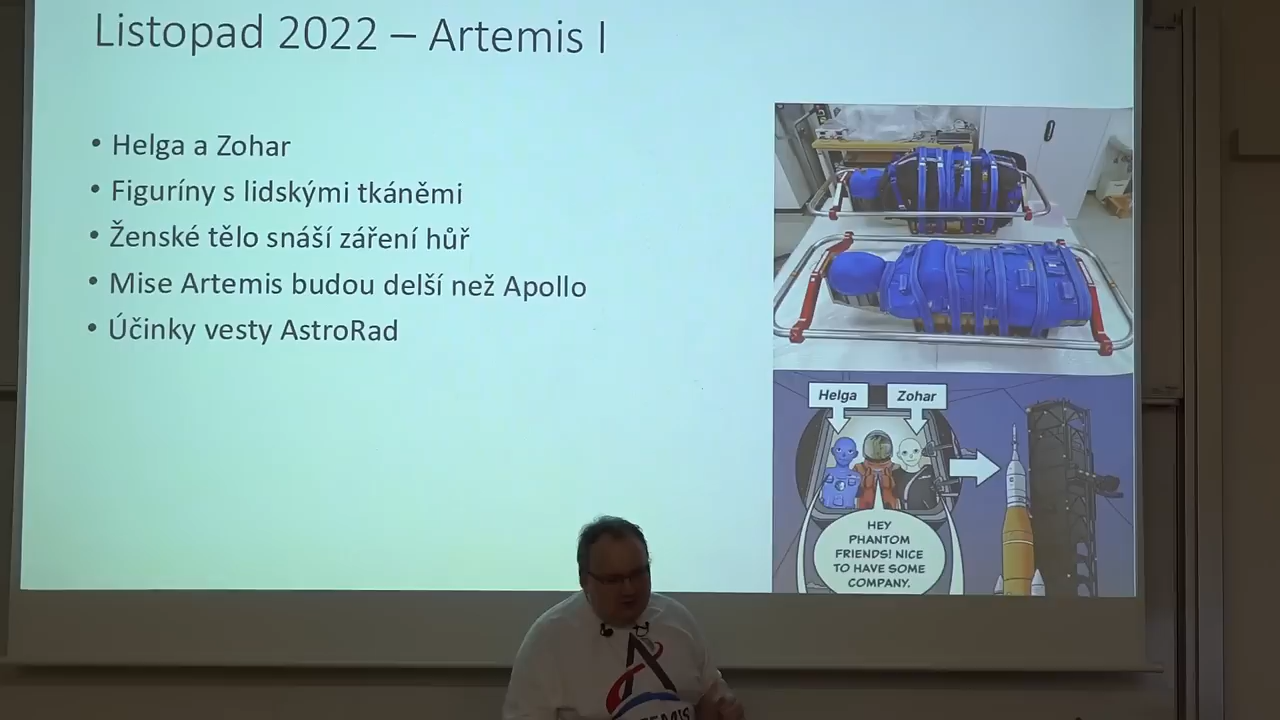 Listopad 2022 – Artemis I
• Helga a Zohar
• Figuríny s lidskými tkáněmi
• Ženské tělo snáší záření hůř
• Mise Artemis budou delší než Apollo
• Účinky vesty AstroRad
Helga
Zohar
HEY
PHANTOM
FRIENDS! NICE
TO HAVE SOME
COMPANY.